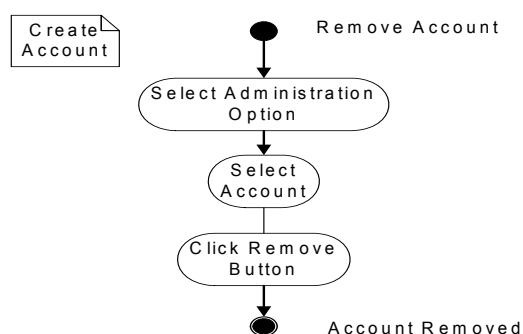 Create
Account
Remove Account
Select Administration
Option
Select
Account
Click Remove
Button
Account Removed